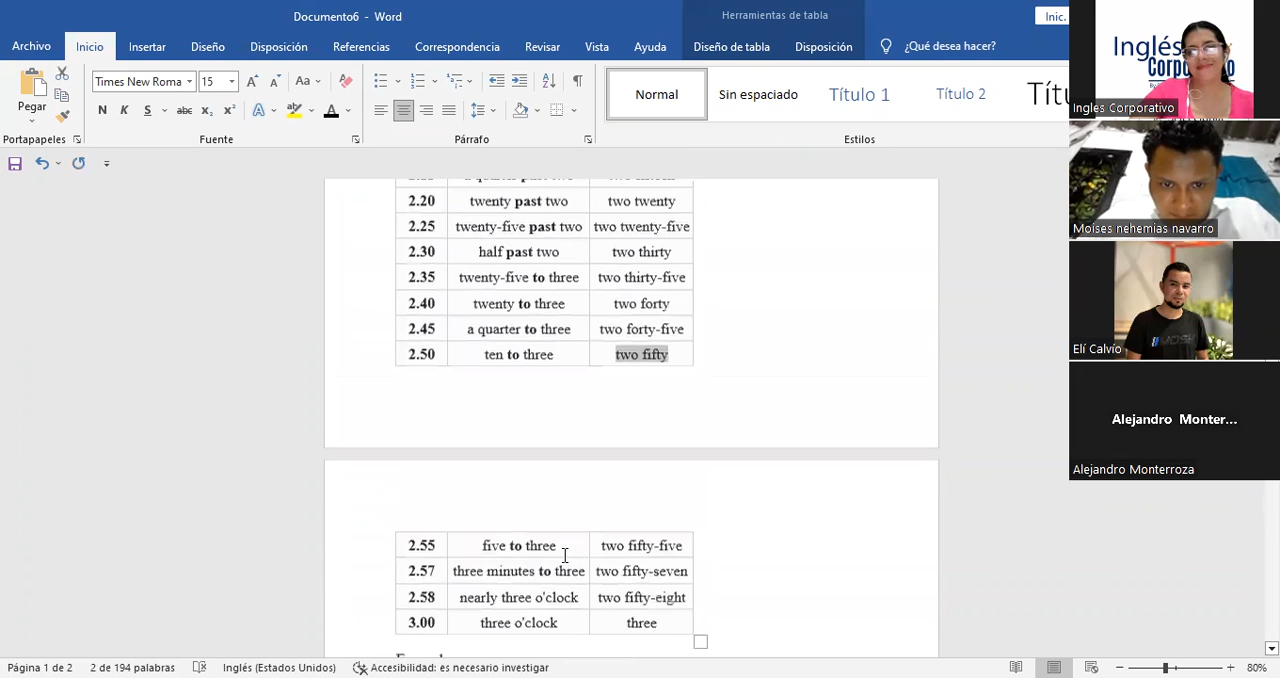 Documento6 - Word
Herramientas de tabla
Inic.
Archivo Inicio Insertar Diseño Disposición Referencias Correspondencia Revisar Vista Ayuda Diseño de tabla Disposición ¿Qué desea hacer?
Pegar
Times New Roma 15
Normal
Sin espaciado
Título 1
Título 2
Portapapeles
Fuente
Párrafo
Estilos
2.20 twenty past two two twenty
2.25 twenty-five past two two twenty-five
2.30 half past two two thirty
2.35 twenty-five to three two thirty-five
2.40 twenty to three two forty
2.45 a quarter to three two forty-five
2.50 ten to three two fifty
2.55 five to three two fifty-five
2.57 three minutes to three two fifty-seven
2.58 nearly three o'clock two fifty-eight
3.00 three o'clock three
Página 1 de 2 2 de 194 palabras Inglés (Estados Unidos) Accesibilidad: es necesario investigar 80%
Inglés
Corporativo
Ingles Corporativo
Moises nehemias navarro
Elí Calvío
Alejandro Monter...
Alejandro Monterroza